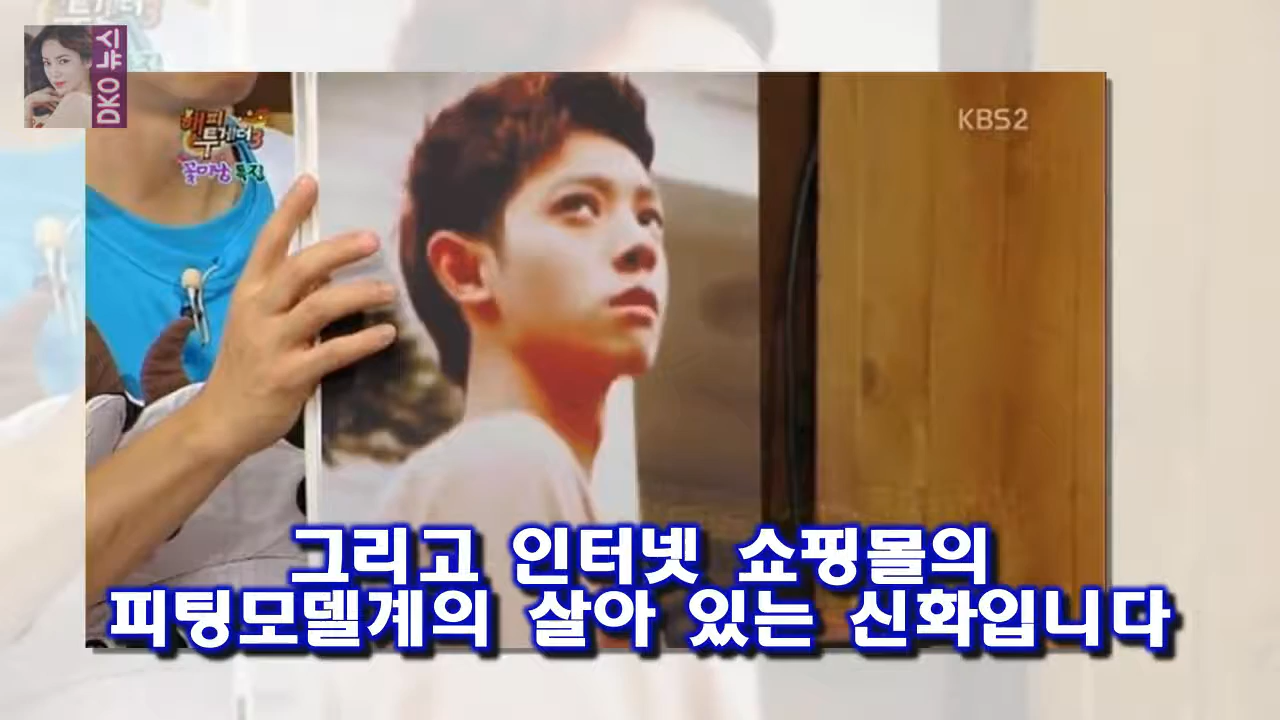 DKO 뉴스
해피
투게더3
꽃미남 특집
KBS2
그리고 인터넷 쇼핑몰의
피팅모델계의 살아 있는 신화입니다